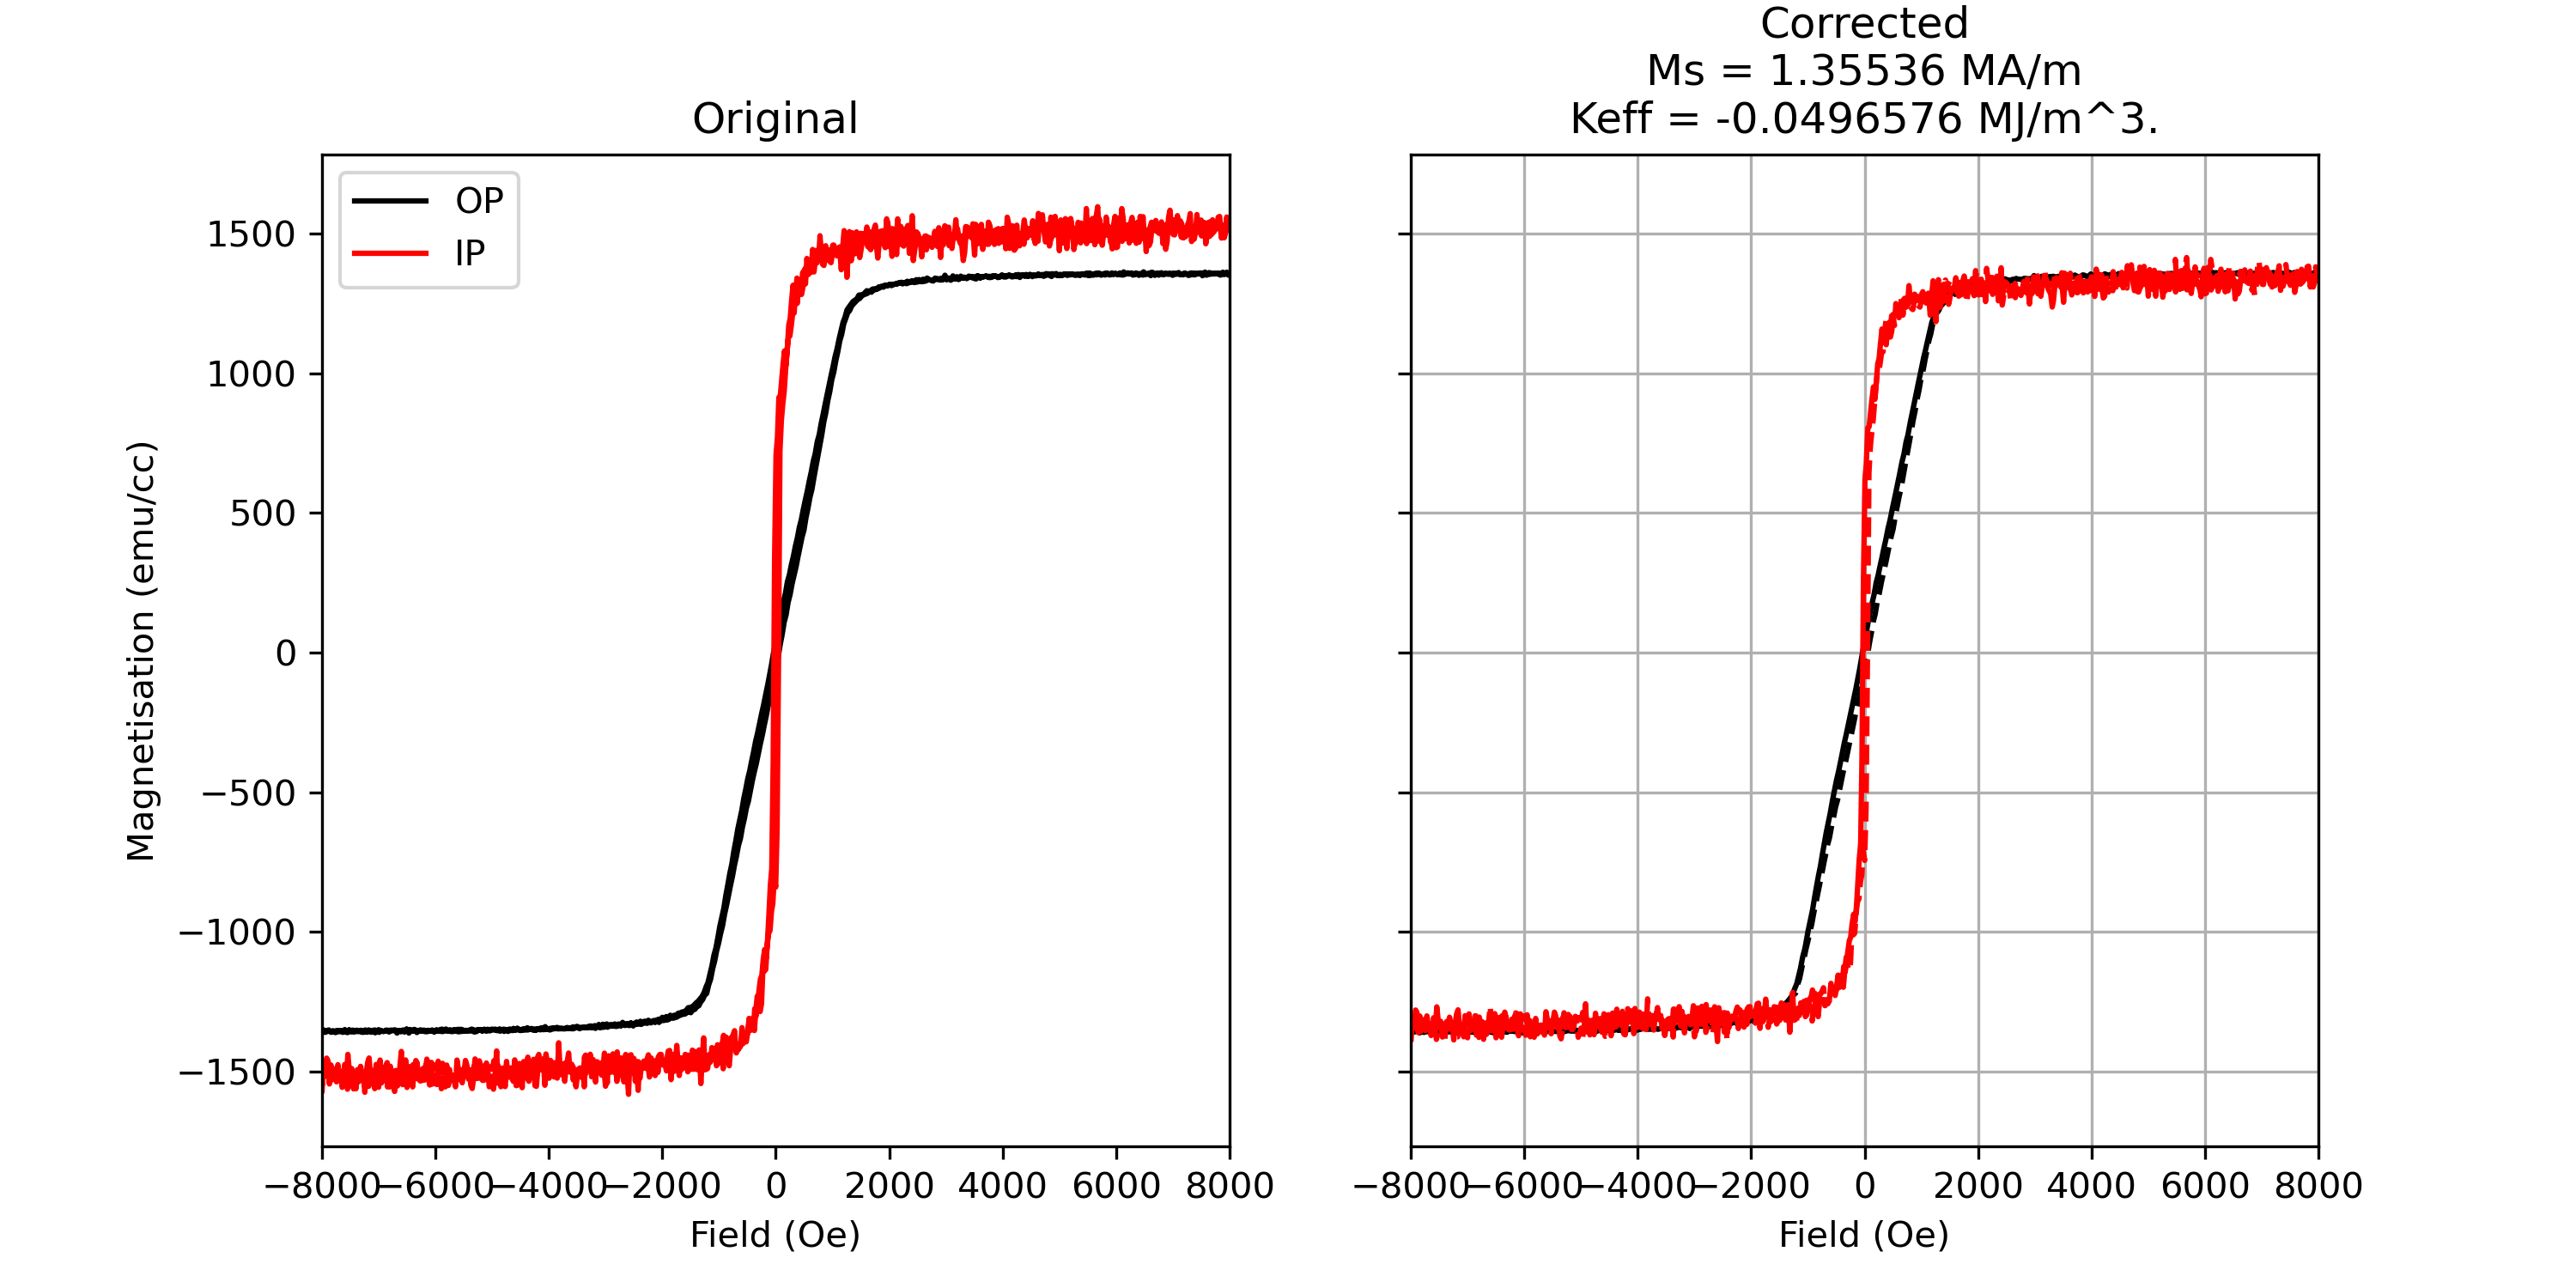 Original
OP
IP
1500
1000
500
0
−500
−1000
−1500
Magnetisation (emu/cc)
−8000 −6000 −4000 −2000 0 2000 4000 6000 8000
Field (Oe)
Corrected
Ms = 1.35536 MA/m
Keff = -0.0496576 MJ/m^3.
−8000 −6000 −4000 −2000 0 2000 4000 6000 8000
Field (Oe)